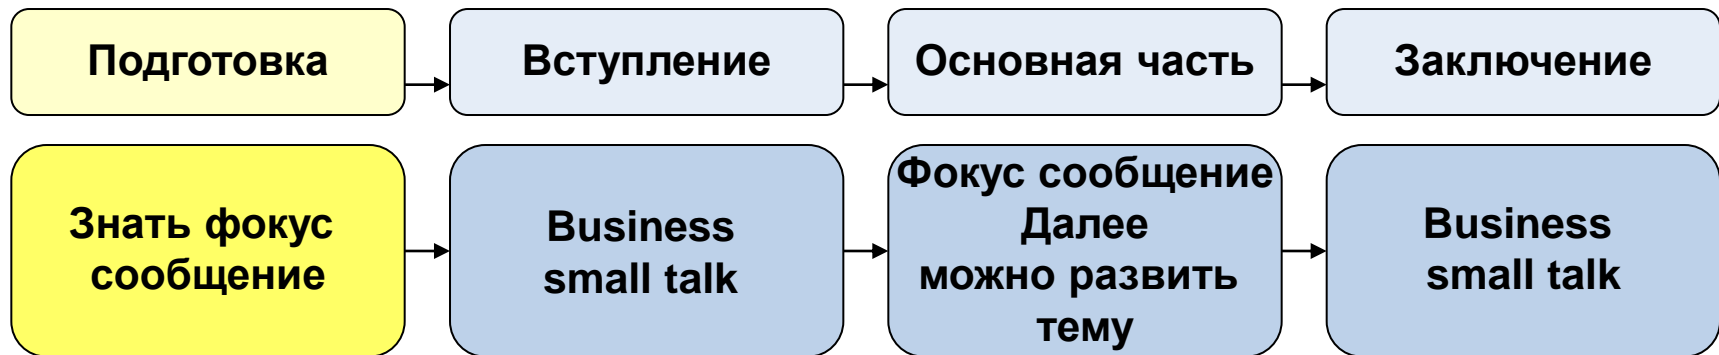 Подготовка
Вступление
Основная часть
Заключение
Знать фокус
сообщение
Business
small talk
Фокус сообщение
Далее
можно развить
тему
Business
small talk